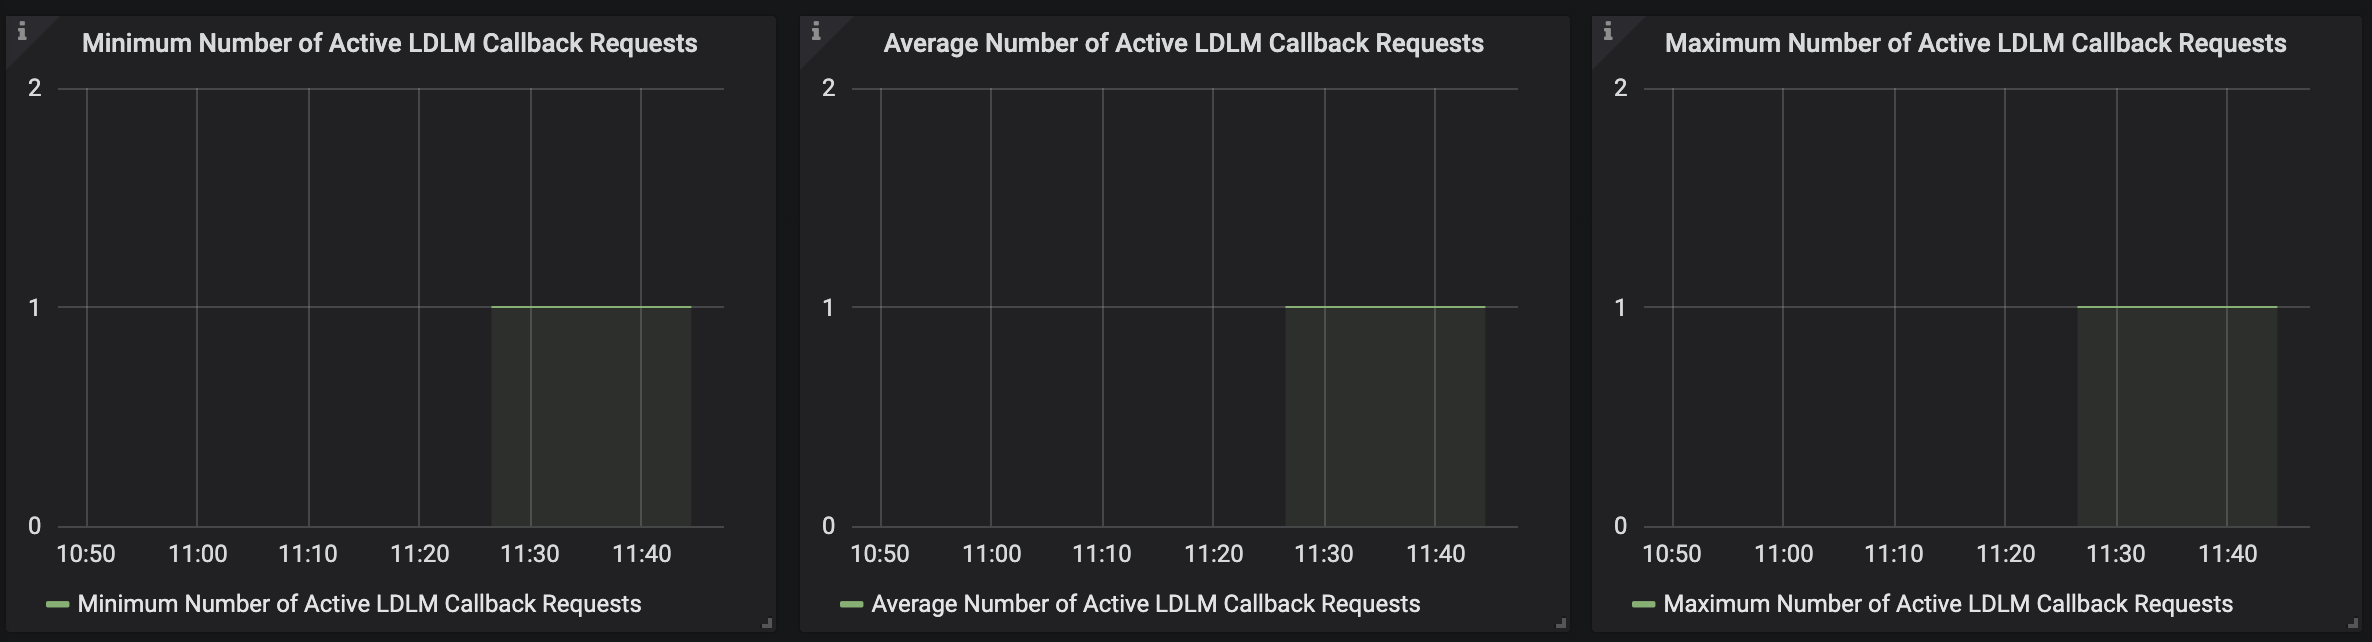 Minimum Number of Active LDLM Callback Requests
2
1
0
10:50 11:00 11:10 11:20 11:30 11:40
Minimum Number of Active LDLM Callback Requests
Average Number of Active LDLM Callback Requests
2
1
0
10:50 11:00 11:10 11:20 11:30 11:40
Average Number of Active LDLM Callback Requests
Maximum Number of Active LDLM Callback Requests
2
1
0
10:50 11:00 11:10 11:20 11:30 11:40
Maximum Number of Active LDLM Callback Requests